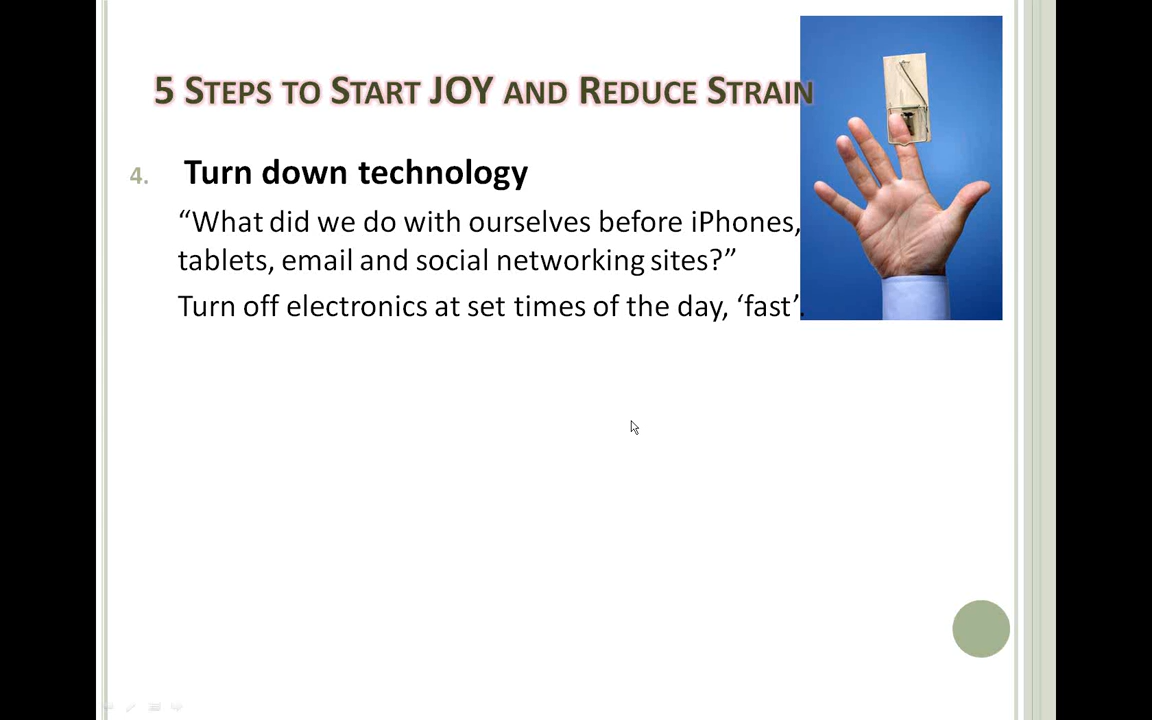 5 STEPS TO START JOY AND REDUCE STRAIN
4. Turn down technology
“What did we do with ourselves before iPhones,
tablets, email and social networking sites?”
Turn off electronics at set times of the day, ‘fast’.